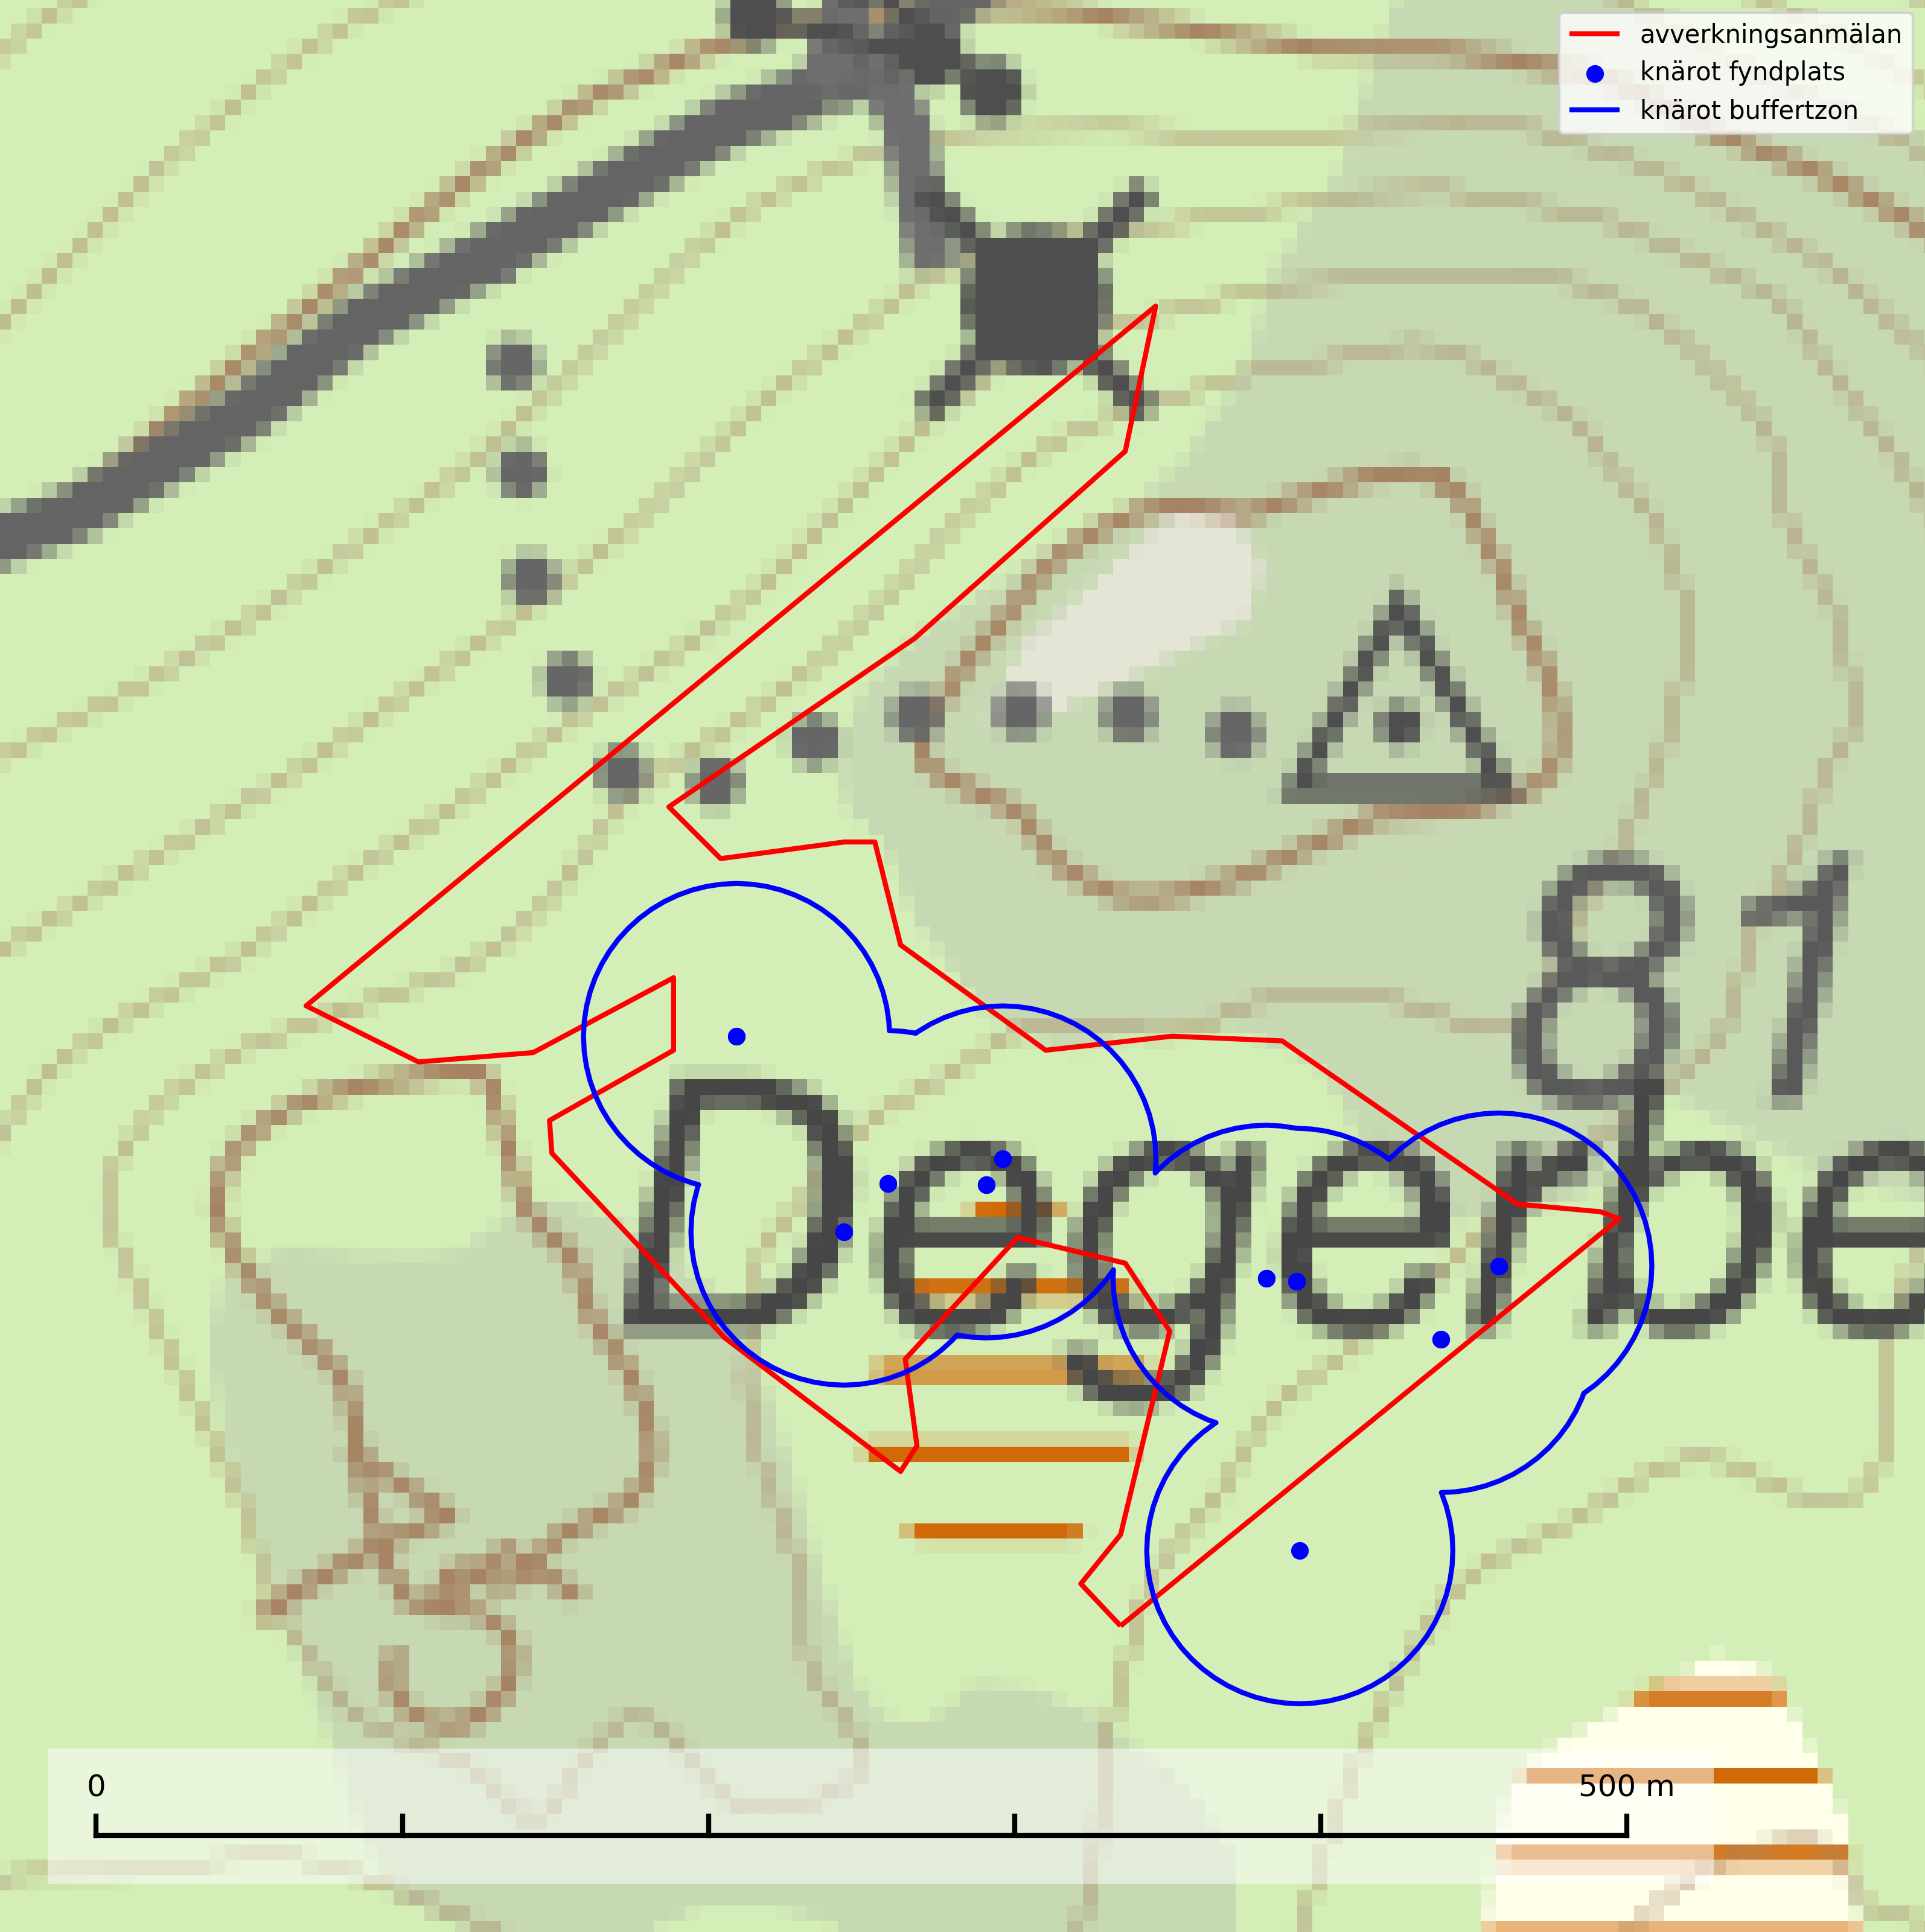 avverkningsanmälan
knärot fyndplats
knärot buffertzon
81
Degerbe
0
500 m